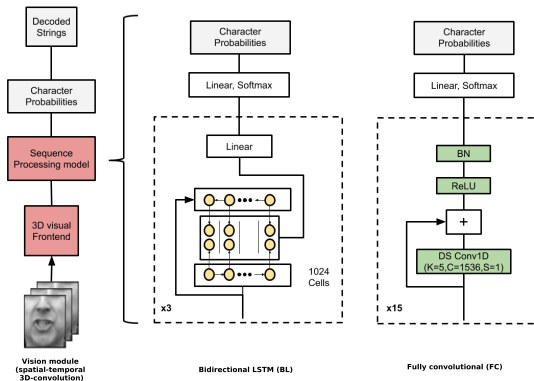 Decoded
Strings
Character
Probabilities
Sequence
Processing model
3D visual
Frontend
Vision module
(spatial-temporal
3D-convolution)
Character
Probabilities
Linear, Softmax
Linear
1024
Cells
x3
Bidirectional LSTM (BL)
Character
Probabilities
Linear, Softmax
BN
ReLU
+
DS Conv1D
(K=5,C=1536,S=1)
x15
Fully convolutional (FC)